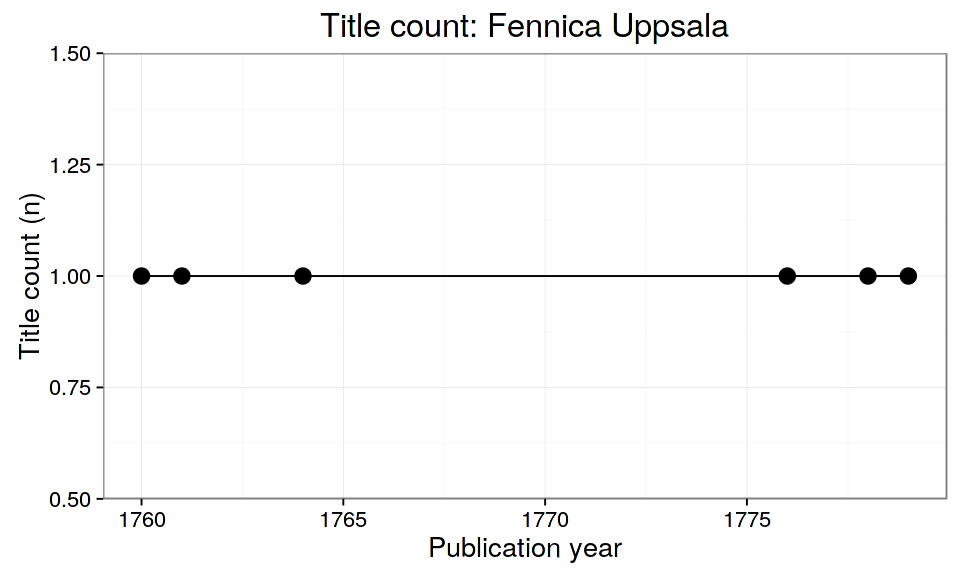 Title count: Fennica Uppsala
1.50
1.25
1.00
0.75
0.50
Title count (n)
1760 1765 1770 1775
Publication year